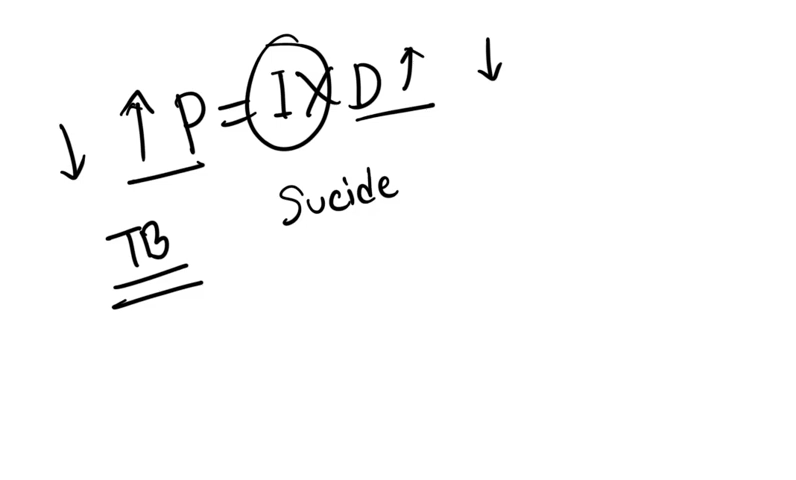 ↓ ↑ P = I X D ↑ ↓
Sucide
TB